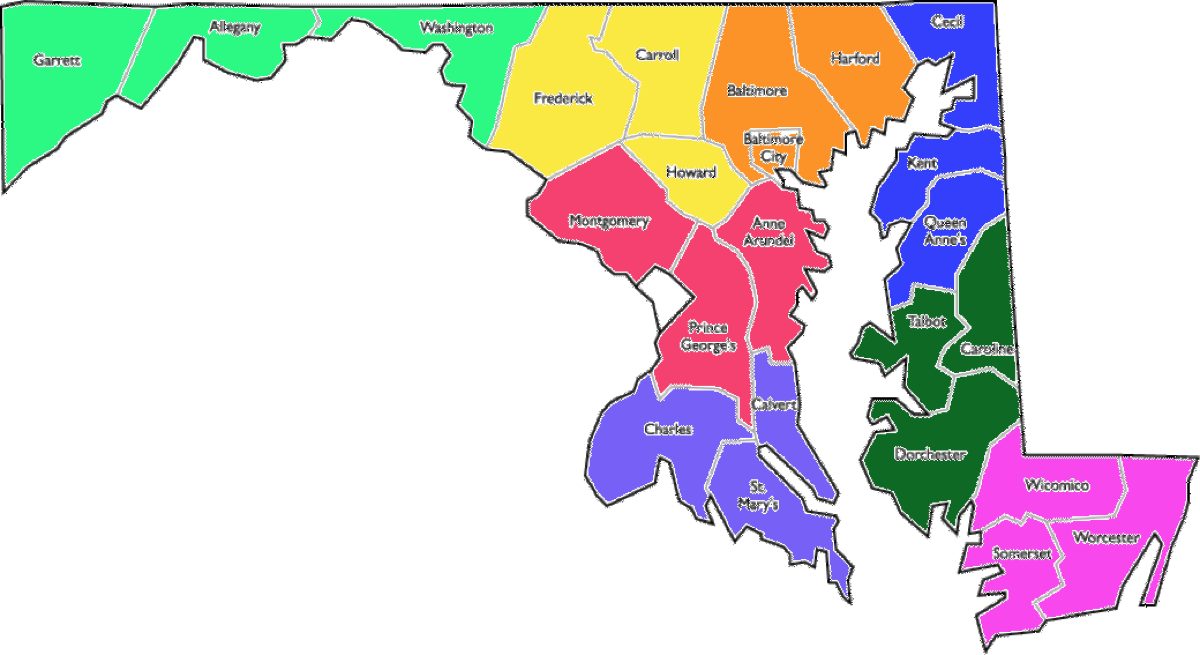 Garrett
Allegany
Washington
Frederick
Carroll
Baltimore
Harford
Cecil
Baltimore
City
Howard
Kent
Montgomery
Anne
Arundel
Queen
Anne's
Prince
George's
Talbot
Caroline
Charles
Calvert
Dorchester
St.
Mary's
Wicomico
Somerset
Worcester